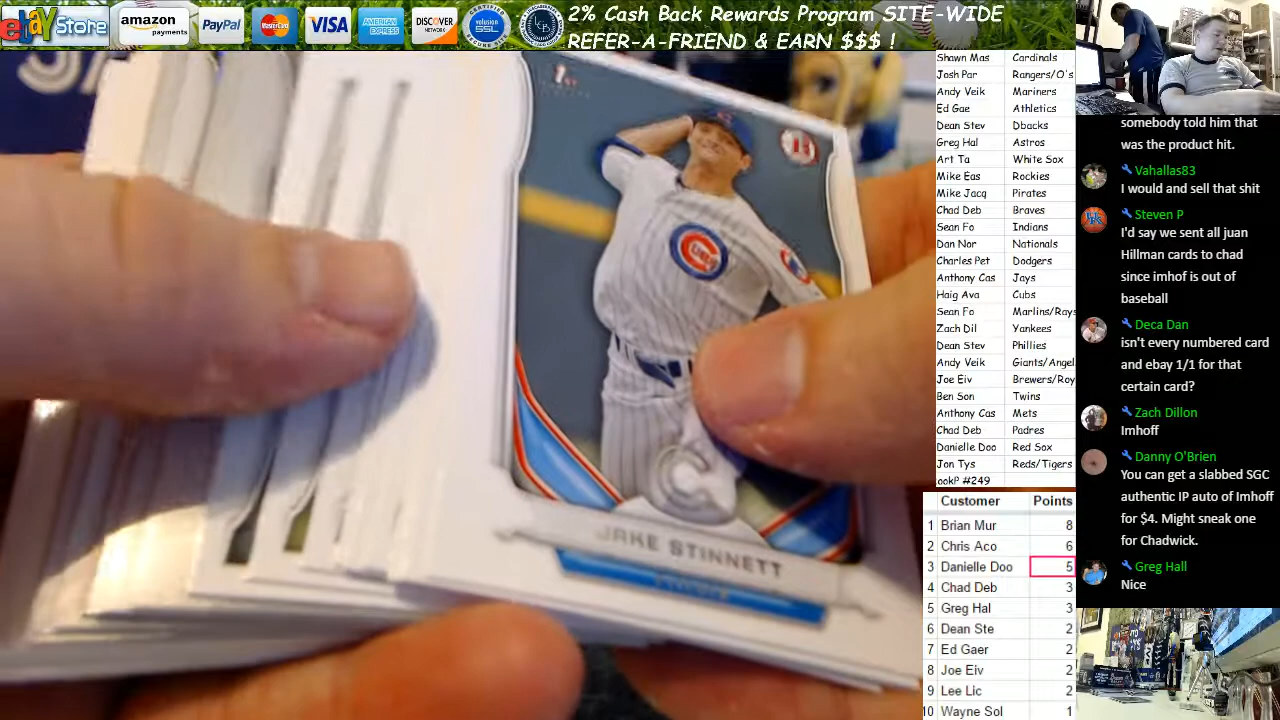 ebay Store
amazon payments
PayPal
MasterCard
VISA
AMERICAN EXPRESS
DISCOVER NETWORK
volusion SSL
2% Cash Back Rewards Program SITE-WIDE
REFER-A-FRIEND & EARN $$$ !
1st
B
CUBS
C
JAKE STINNETT
Shawn Mas Cardinals
Josh Par Rangers/O's
Andy Veik Mariners
Ed Gae Athletics
Dean Stev Dbacks
Greg Hal Astros
Art Ta White Sox
Mike Eas Rockies
Mike Jacq Pirates
Chad Deb Braves
Sean Fo Indians
Dan Nor Nationals
Charles Pet Dodgers
Anthony Cas Jays
Haig Ava Cubs
Sean Fo Marlins/Rays
Zach Dil Yankees
Dean Stev Phillies
Andy Veik Giants/Angel
Joe Eiv Brewers/Roy
Ben Son Twins
Anthony Cas Mets
Chad Deb Padres
Danielle Doo Red Sox
Jon Tys Reds/Tigers
ookP #249
Customer Points
1 Brian Mur 8
2 Chris Aco 6
3 Danielle Doo 5
4 Chad Deb 3
5 Greg Hal 3
6 Dean Ste 2
7 Ed Gaer 2
8 Joe Eiv 2
9 Lee Lic 2
10 Wayne Sol 1
somebody told him that
was the product hit.
Vahallas83
I would and sell that shit
Steven P
I'd say we sent all juan
Hillman cards to chad
since imhof is out of
baseball
Deca Dan
isn't every numbered card
and ebay 1/1 for that
certain card?
Zach Dillon
Imhoff
Danny O'Brien
You can get a slabbed SGC
authentic IP auto of Imhoff
for $4. Might sneak one
for Chadwick.
Greg Hall
Nice